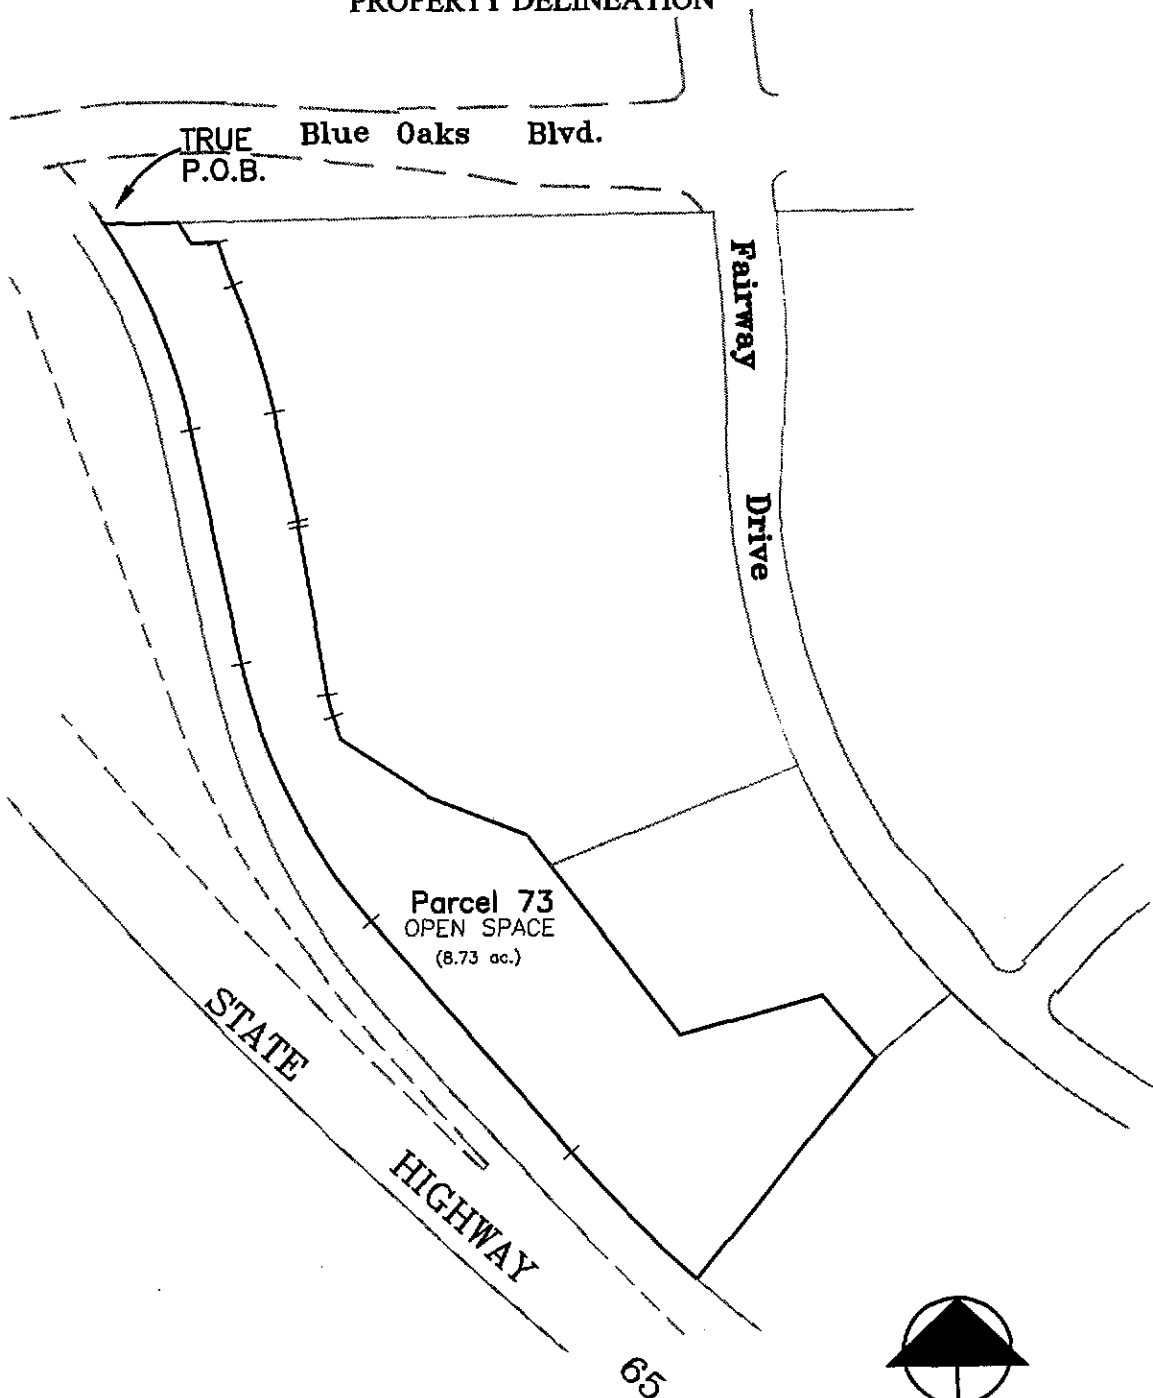 PROPERTY DELINEATION
Blue Oaks Blvd.
TRUE
P.O.B.
Fairway
Drive
Parcel 73
OPEN SPACE
(8.73 ac.)
STATE
HIGHWAY
65